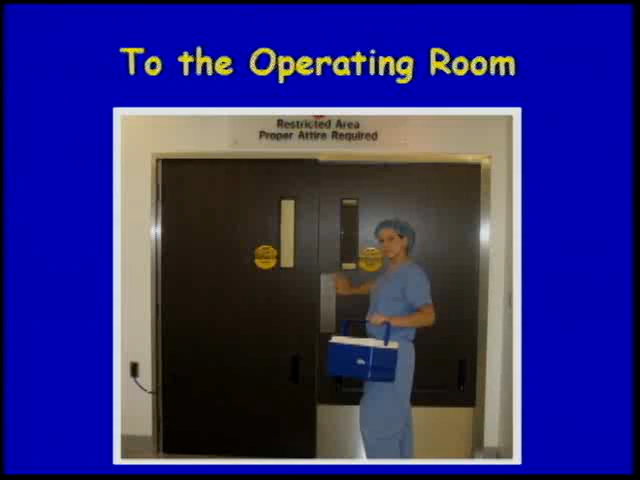 To the Operating Room
Restricted Area
Proper Attire Required